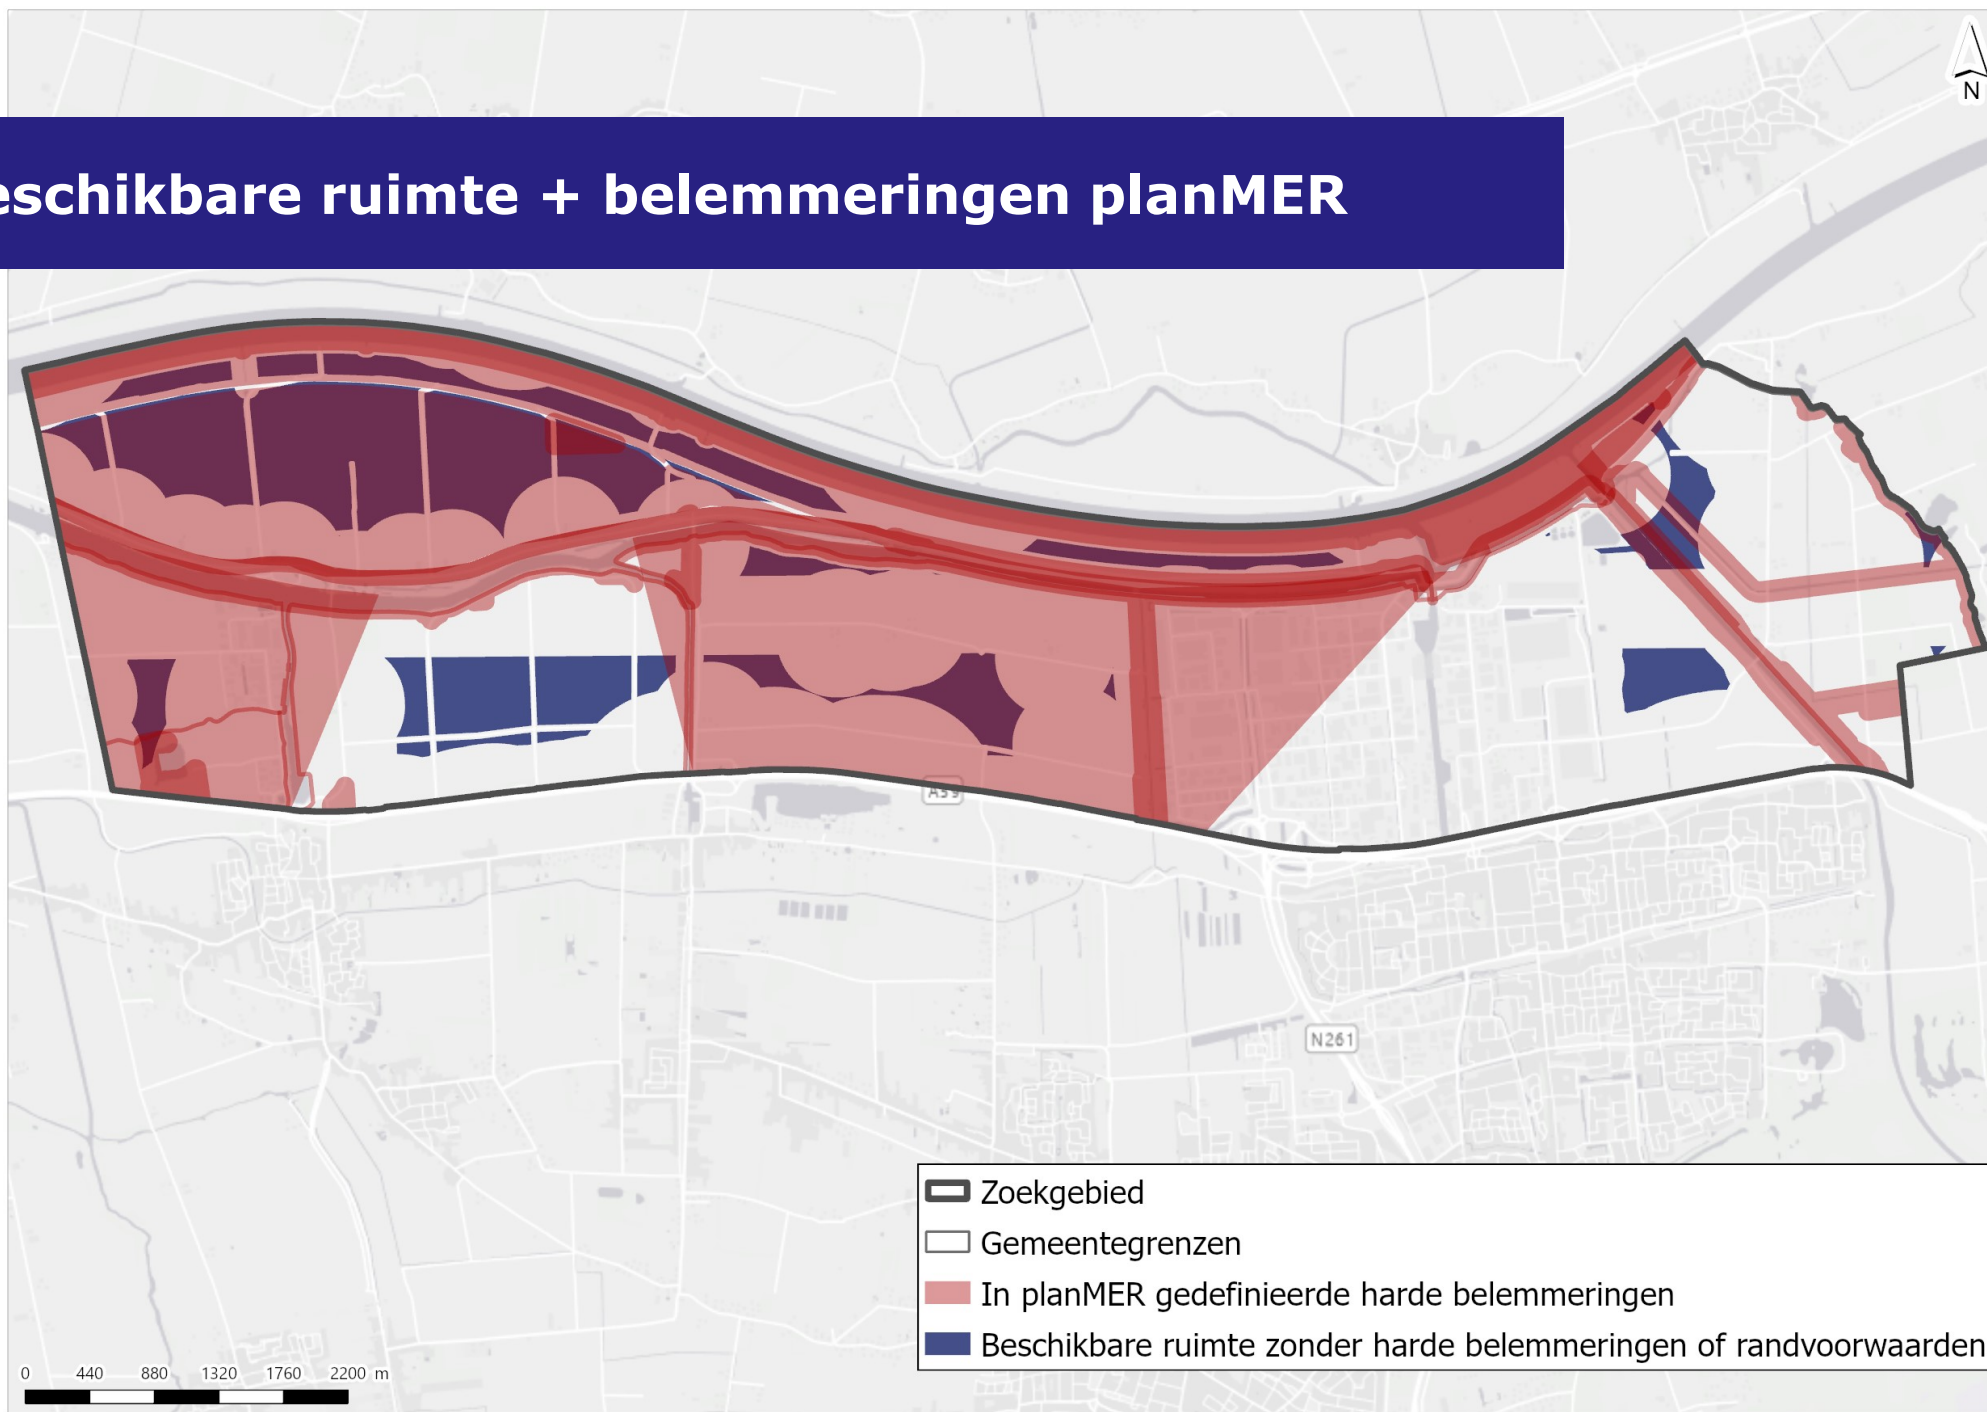 eschikbare ruimte + belemmeringen planMER
N
A59
N261
Zoekgebied
Gemeentegrenzen
In planMER gedefinieerde harde belemmeringen
Beschikbare ruimte zonder harde belemmeringen of randvoorwaarden
0 440 880 1320 1760 2200 m